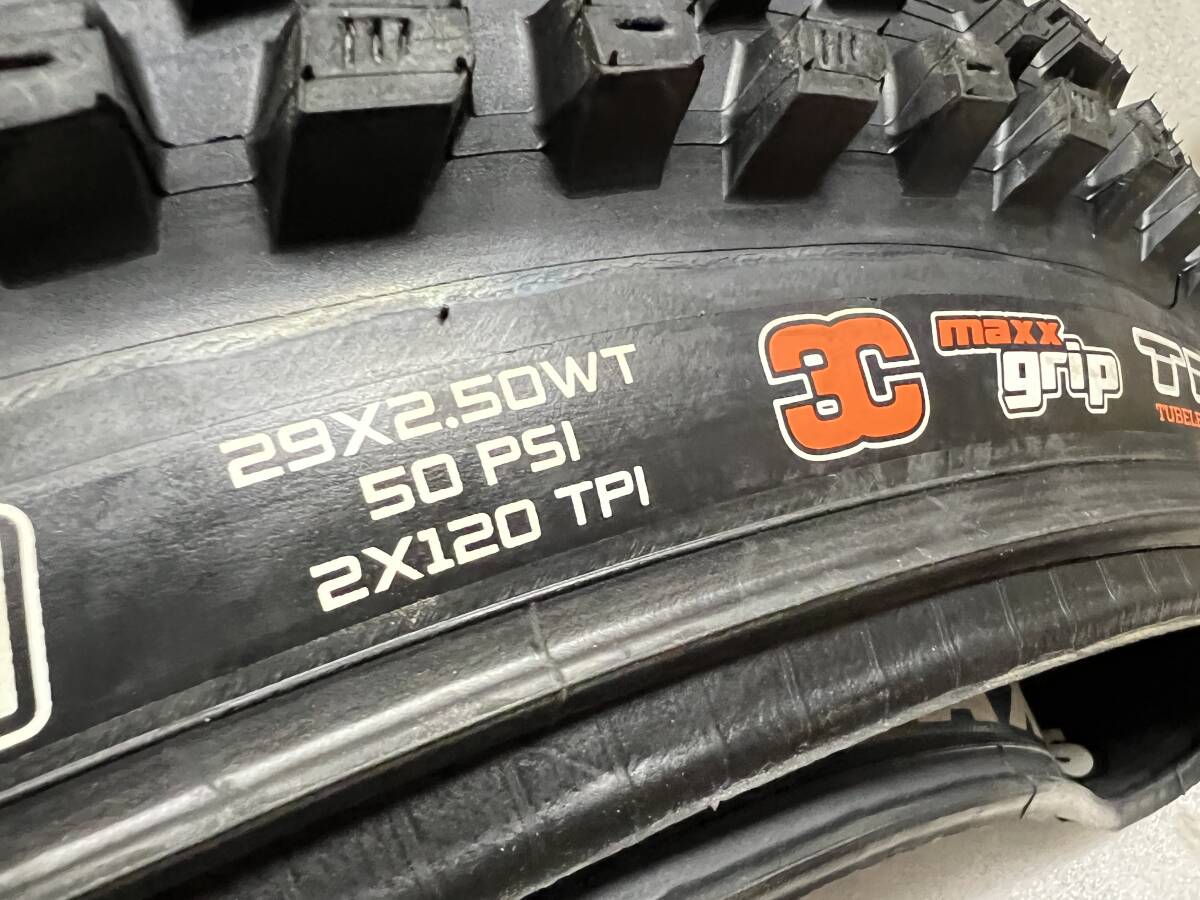 29X2.50WT
50 PSI
2X120 TPI
3C
maxx
grip